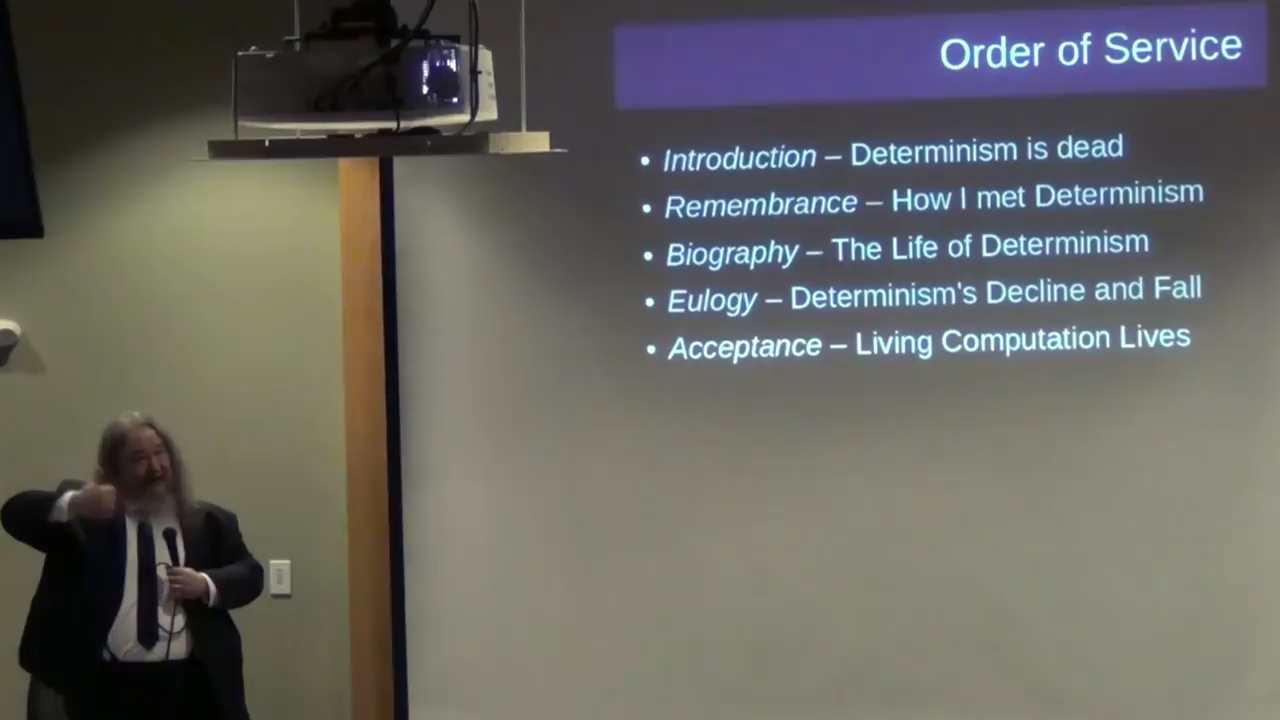 Order of Service
• Introduction – Determinism is dead
• Remembrance – How I met Determinism
• Biography – The Life of Determinism
• Eulogy – Determinism's Decline and Fall
• Acceptance – Living Computation Lives